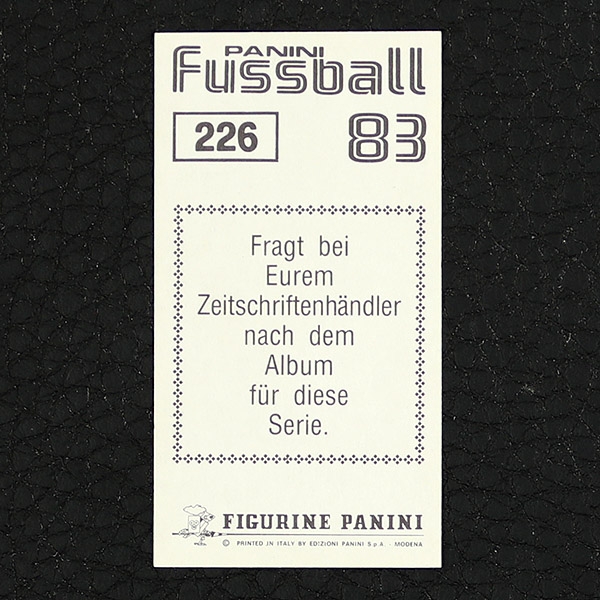 PANINI
Fussball
226 83
Fragt bei
Eurem
Zeitschriftenhändler
nach dem
Album
für diese
Serie.
FIGURINE PANINI
© PRINTED IN ITALY BY EDIZIONI PANINI S.p.A. - MODENA